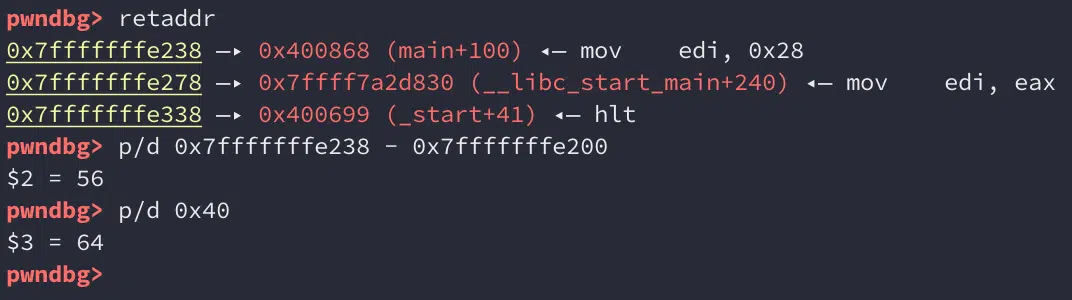 pwndbg> retaddr
0x7fffffffe238 —▸ 0x400868 (main+100) ◂— mov    edi, 0x28
0x7fffffffe278 —▸ 0x7ffff7a2d830 (__libc_start_main+240) ◂— mov    edi, eax
0x7fffffffe338 —▸ 0x400699 (_start+41) ◂— hlt
pwndbg> p/d 0x7fffffffe238 - 0x7fffffffe200
$2 = 56
pwndbg> p/d 0x40
$3 = 64
pwndbg>